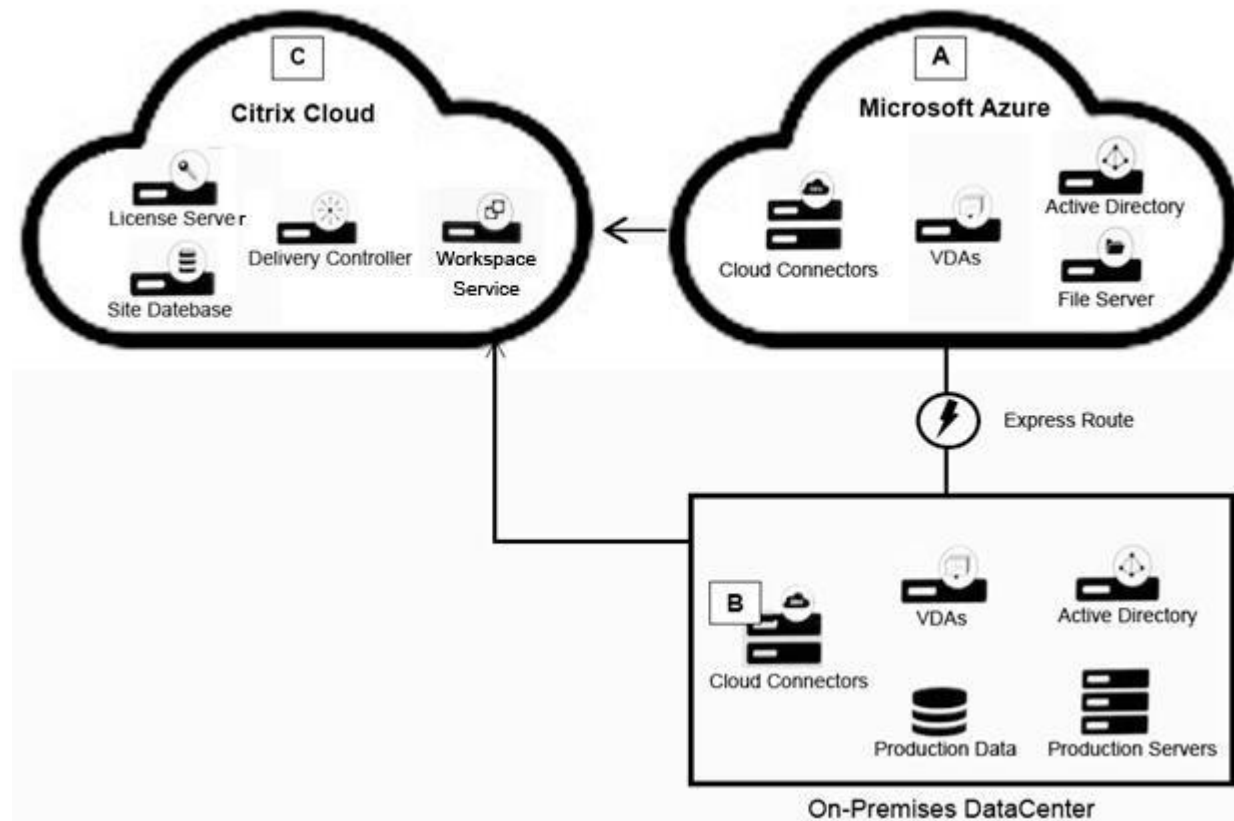 C
Citrix Cloud
License Server
Site Datebase
Delivery Controller
Workspace
Service
A
Microsoft Azure
Cloud Connectors
VDAs
Active Directory
File Server
Express Route
B
Cloud Connectors
VDAs
Active Directory
Production Data
Production Servers
On-Premises DataCenter